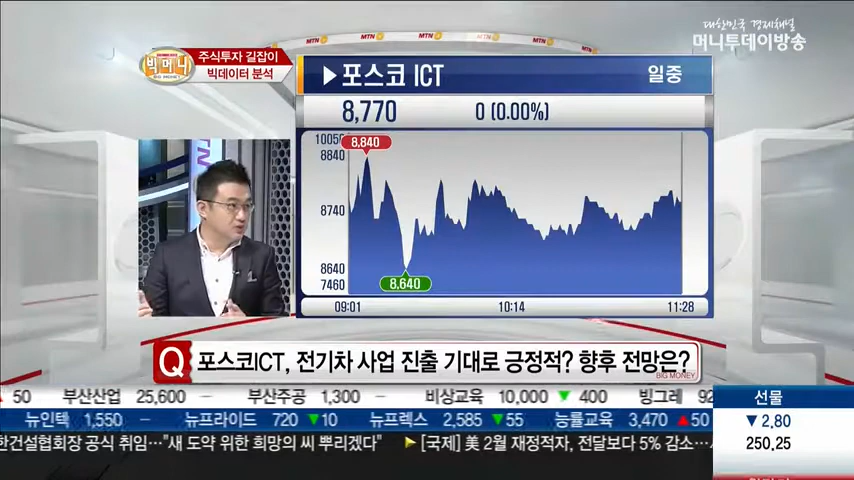 대한민국 경제채널
머니투데이방송
MTN
빅머니
BIG MONEY
주식투자 길잡이
빅데이터 분석
▶포스코 ICT 일중
8,770 0 (0.00%)
10050
8840
8740
8640
7460
8,840
8,640
09:01 10:14 11:28
Q 포스코ICT, 전기차 사업 진출 기대로 긍정적? 향후 전망은?
BIG MONEY
▲ 50 부산산업 25,600 ─ 부산주공 1,300 ─ 비상교육 10,000 ▼ 400 빙그레 92
뉴인텍 1,550 ─ 뉴프라이드 720 ▼10 뉴프렉스 2,585 ▼55 능률교육 3,470 ▲50
한건설협회장 공식 취임…"새 도약 위한 희망의 씨 뿌리겠다" ▶ [국제] 美 2월 재정적자, 전달보다 5% 감소…
선물
▼2.80
250.25